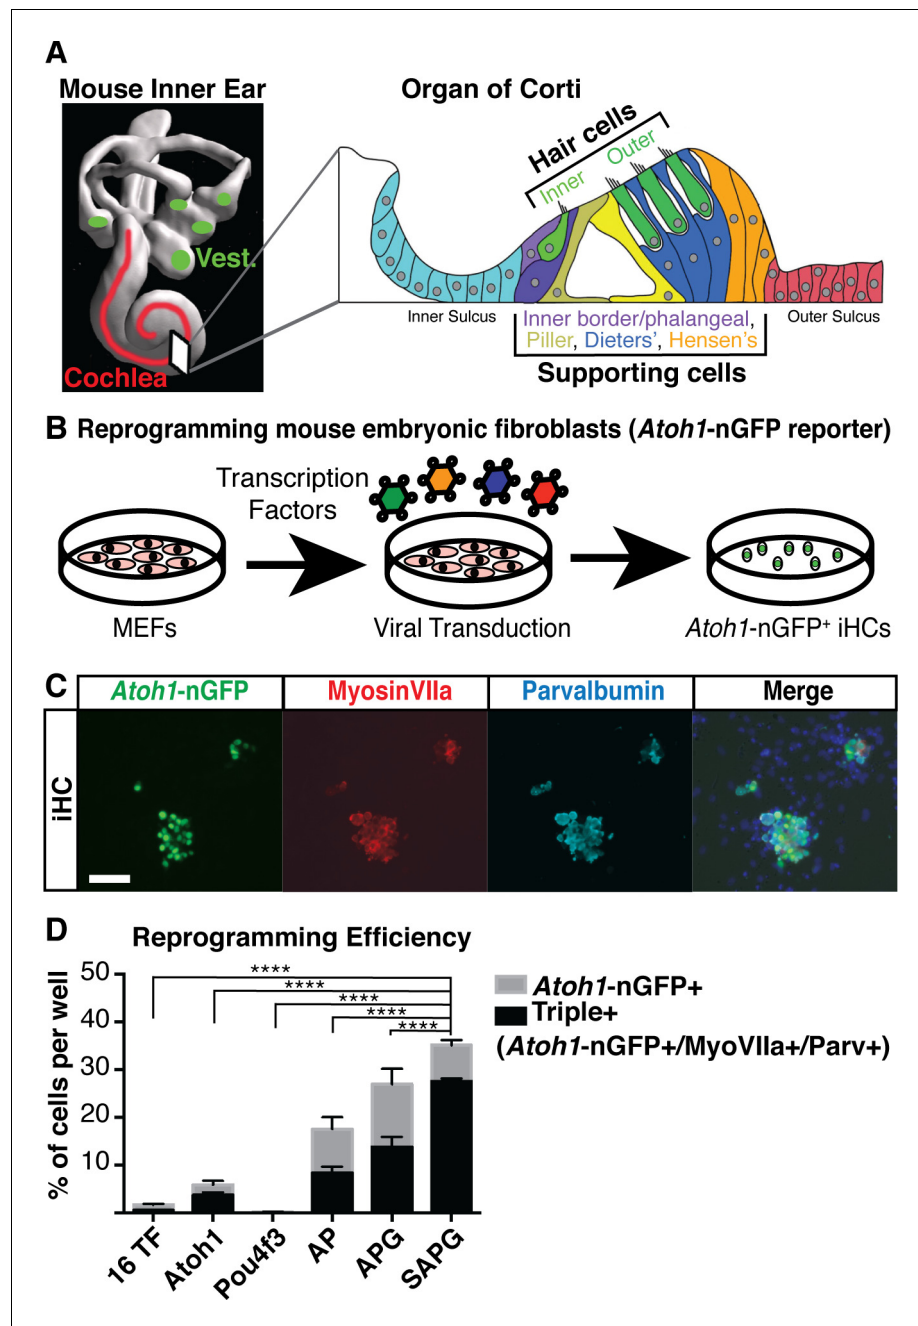 A
Mouse Inner Ear
Organ of Corti
Hair cells
Inner
Outer
Vest.
Cochlea
Inner Sulcus
Inner border/phalangeal,
Piller, Dieters’, Hensen's
Outer Sulcus
Supporting cells
B Reprogramming mouse embryonic fibroblasts (Atoh1-nGFP reporter)
Transcription
Factors
MEFs
Viral Transduction
Atoh1-nGFP+ iHCs
C
Atoh1-nGFP
MyosinVIIa
Parvalbumin
Merge
iHC
D
Reprogramming Efficiency
% of cells per well
50
40
30
20
10
****
****
****
****
****
Atoh1-nGFP+
Triple+
(Atoh1-nGFP+/MyoVIIa+/Parv+)
16 TF
Atoh1
Pou4f3
AP
APG
SAPG